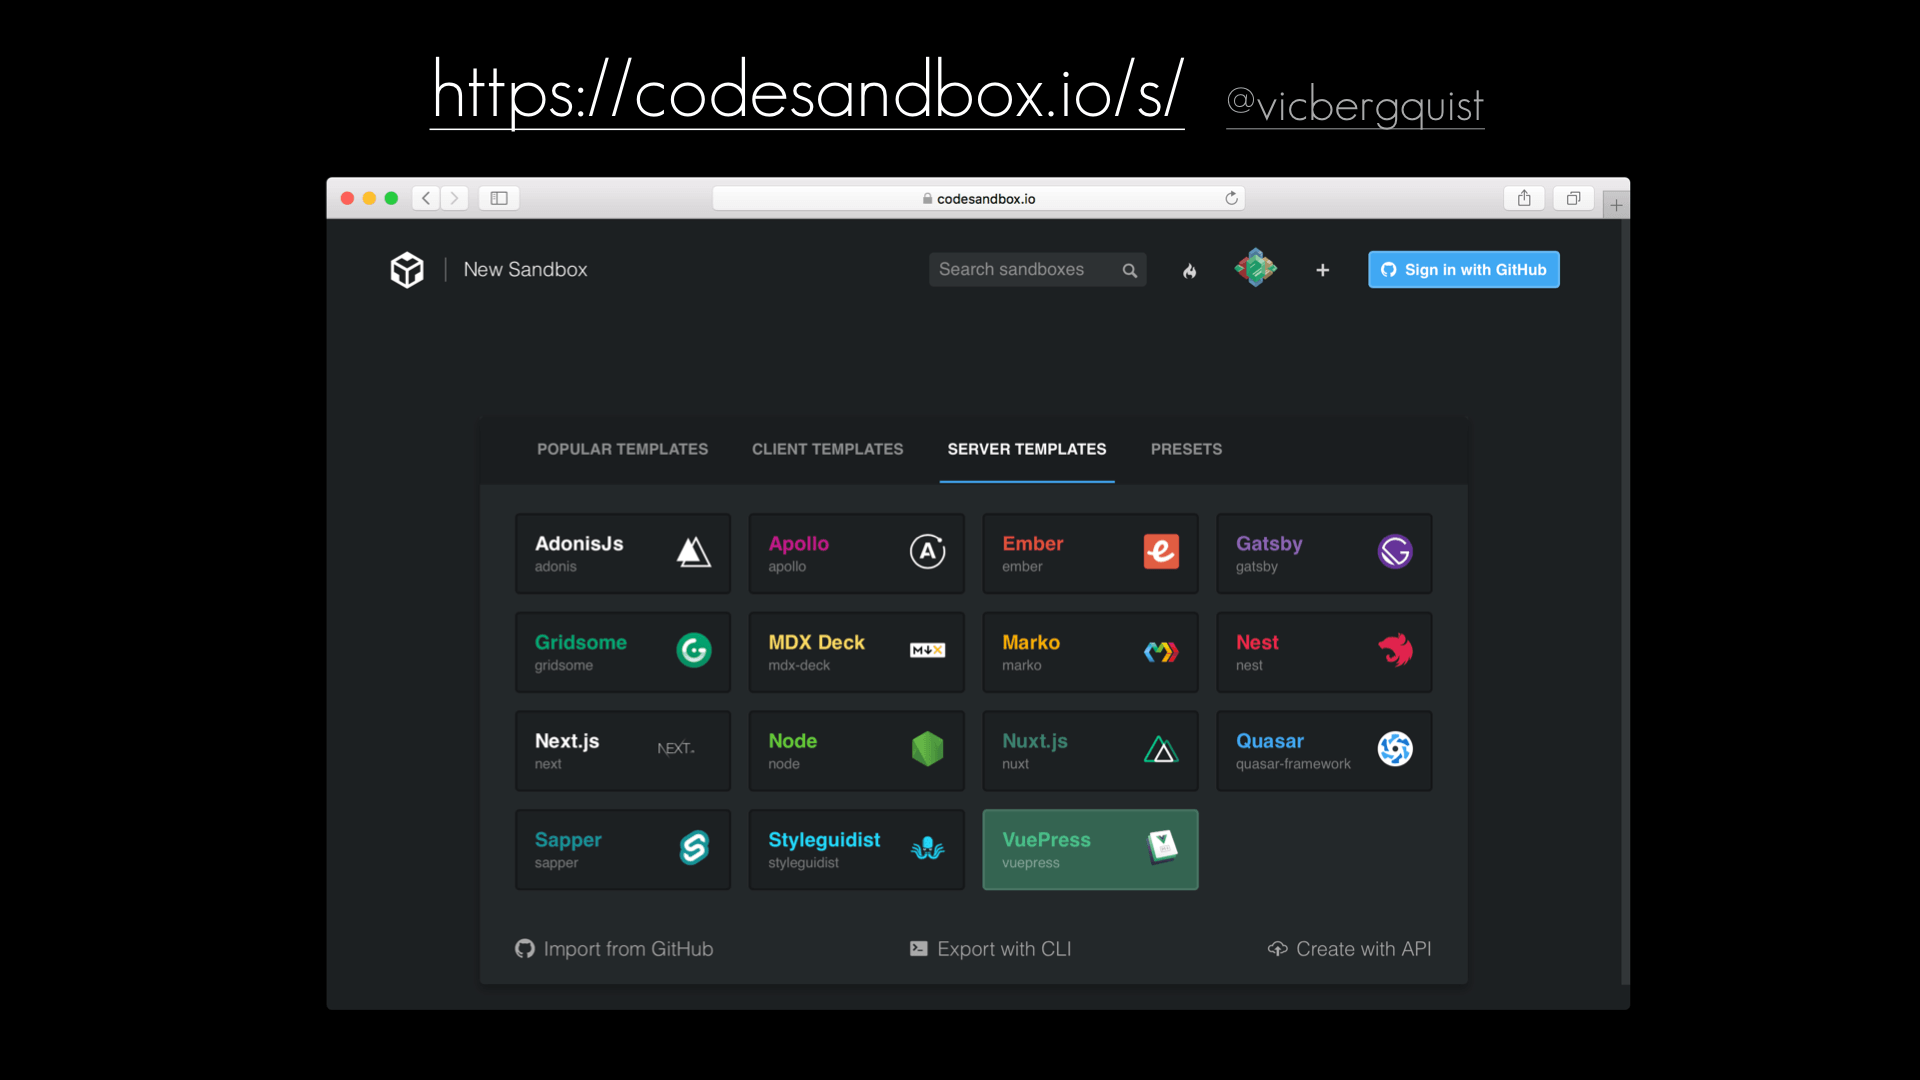 https://codesandbox.io/s/ @vicbergquist
codesandbox.io
New Sandbox
Search sandboxes
Sign in with GitHub
POPULAR TEMPLATES CLIENT TEMPLATES SERVER TEMPLATES PRESETS
AdonisJs
adonis
Apollo
apollo
Ember
ember
Gatsby
gatsby
Gridsome
gridsome
MDX Deck
mdx-deck
M↓X
Marko
marko
Nest
nest
Next.js
next
NEXT.
Node
node
Nuxt.js
nuxt
Quasar
quasar-framework
Sapper
sapper
Styleguidist
styleguidist
VuePress
vuepress
Import from GitHub Export with CLI Create with API